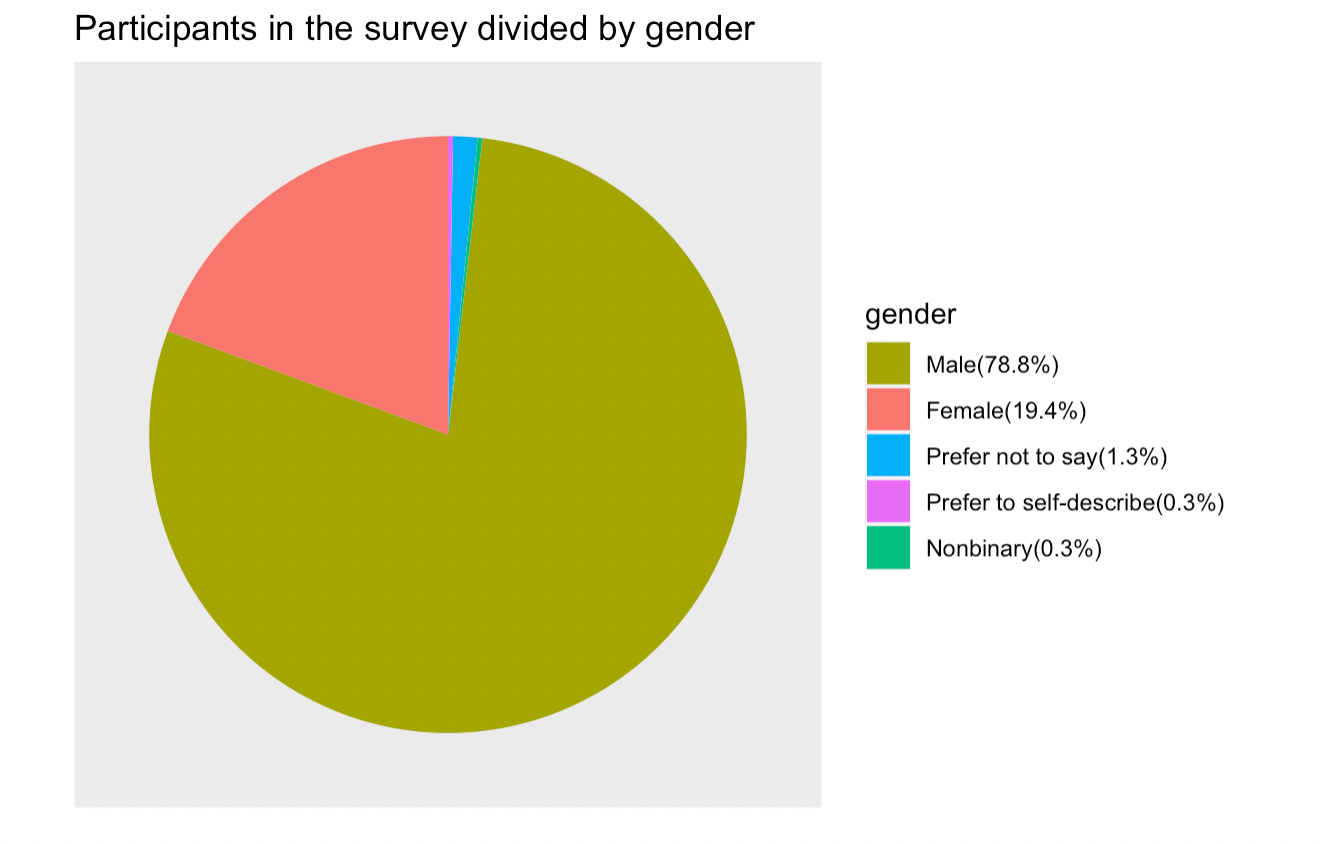 Participants in the survey divided by gender
gender
Male(78.8%)
Female(19.4%)
Prefer not to say(1.3%)
Prefer to self-describe(0.3%)
Nonbinary(0.3%)